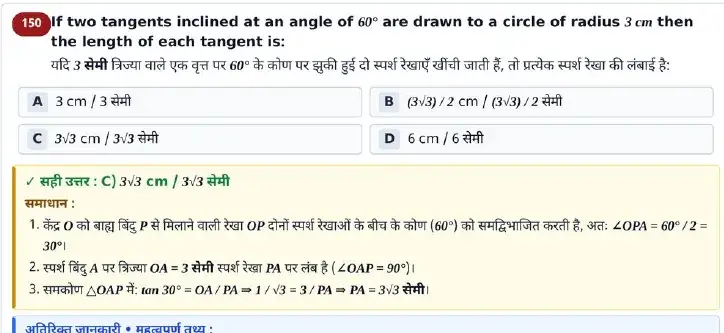 150 If two tangents inclined at an angle of 60° are drawn to a circle of radius 3 cm then
the length of each tangent is:
यदि 3 सेमी त्रिज्या वाले एक वृत्त पर 60° के कोण पर झुकी हुई दो स्पर्श रेखाएँ खींची जाती हैं, तो प्रत्येक स्पर्श रेखा की लंबाई है:
A 3 cm / 3 सेमी
B (3√3) / 2 cm / (3√3) / 2 सेमी
C 3√3 cm / 3√3 सेमी
D 6 cm / 6 सेमी
✓ सही उत्तर : C) 3√3 cm / 3√3 सेमी
समाधान :
1. केंद्र O को बाह्य बिंदु P से मिलाने वाली रेखा OP दोनों स्पर्श रेखाओं के बीच के कोण (60°) को समद्विभाजित करती है, अतः ∠OPA = 60° / 2 =
30°।
2. स्पर्श बिंदु A पर त्रिज्या OA = 3 सेमी स्पर्श रेखा PA पर लंब है (∠OAP = 90°)।
3. समकोण △OAP में: tan 30° = OA / PA ⇒ 1 / √3 = 3 / PA ⇒ PA = 3√3 सेमी।
अतिरिक्त जानकारी • महत्वपूर्ण तथ्य :